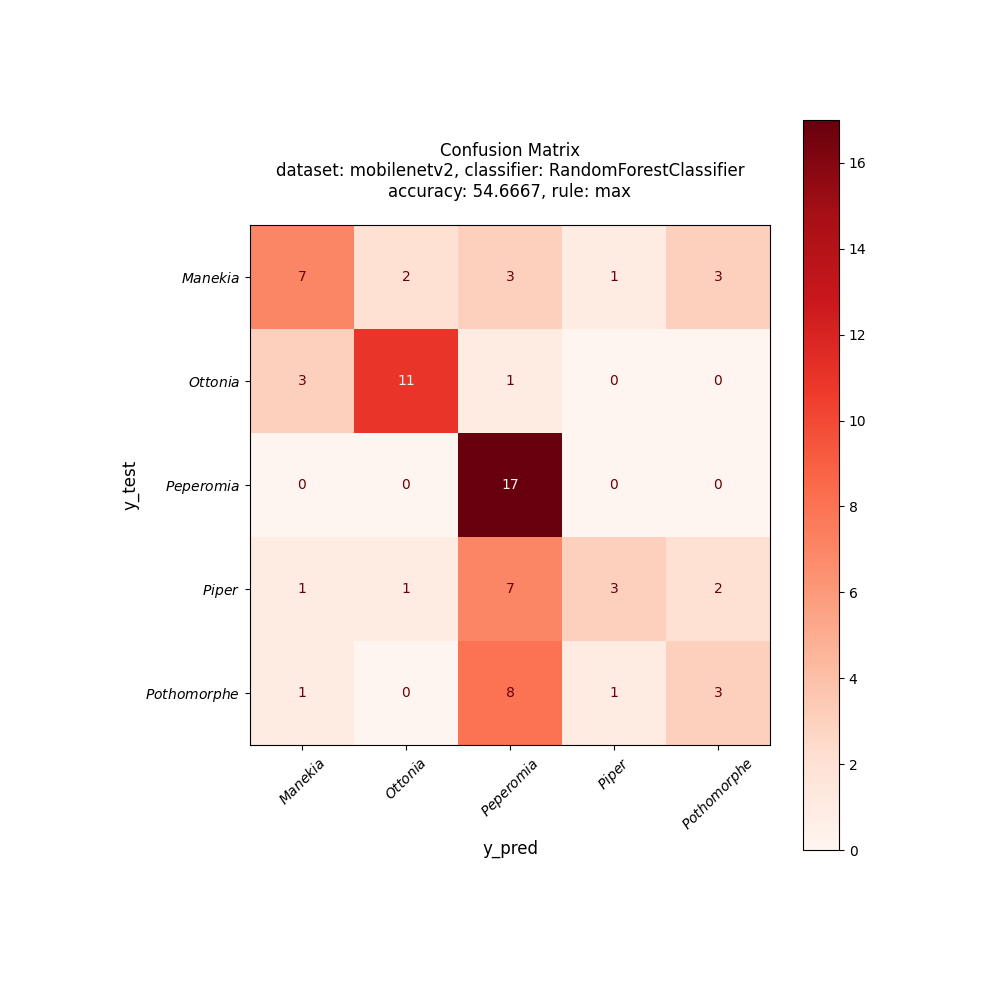 Confusion Matrix
dataset: mobilenetv2, classifier: RandomForestClassifier
accuracy: 54.6667, rule: max
Manekia 7 2 3 1 3
Ottonia 3 11 1 0 0
Peperomia 0 0 17 0 0
Piper 1 1 7 3 2
Pothomorphe 1 0 8 1 3
Manekia Ottonia Peperomia Piper Pothomorphe
y_pred
y_test
16
14
12
10
8
6
4
2
0